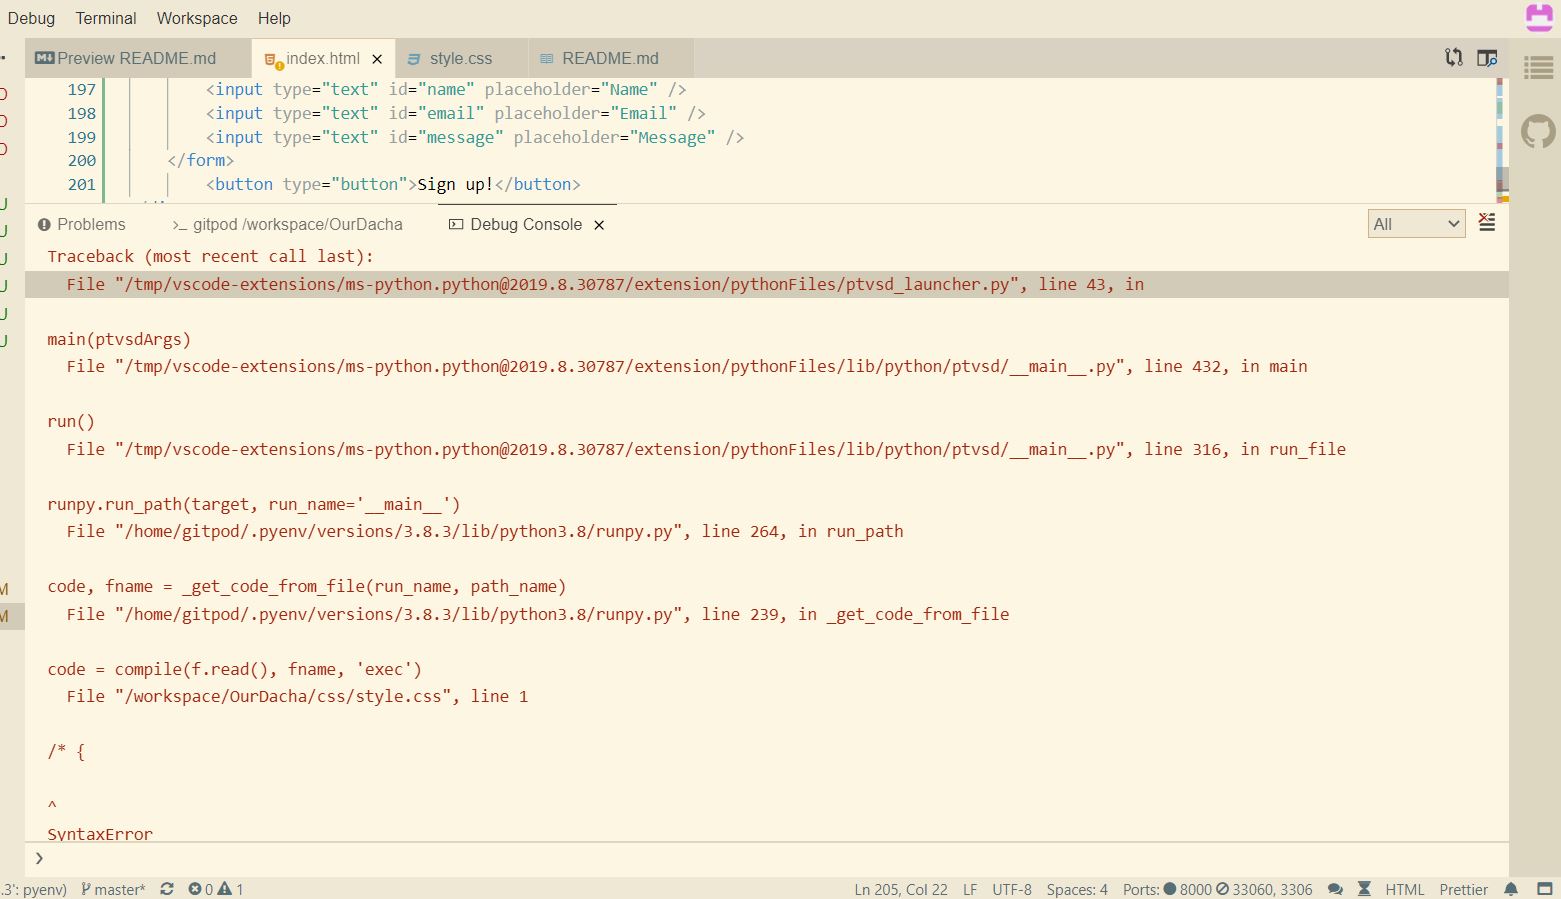 Debug Terminal Workspace Help
Preview README.md index.html style.css README.md
197 <input type="text" id="name" placeholder="Name" />
198 <input type="text" id="email" placeholder="Email" />
199 <input type="text" id="message" placeholder="Message" />
200 </form>
201 <button type="button">Sign up!</button>
Problems gitpod /workspace/OurDacha Debug Console All
Traceback (most recent call last):
File "/tmp/vscode-extensions/ms-python.python@2019.8.30787/extension/pythonFiles/ptvsd_launcher.py", line 43, in
main(ptvsdArgs)
File "/tmp/vscode-extensions/ms-python.python@2019.8.30787/extension/pythonFiles/lib/python/ptvsd/__main__.py", line 432, in main
run()
File "/tmp/vscode-extensions/ms-python.python@2019.8.30787/extension/pythonFiles/lib/python/ptvsd/__main__.py", line 316, in run_file
runpy.run_path(target, run_name='__main__')
File "/home/gitpod/.pyenv/versions/3.8.3/lib/python3.8/runpy.py", line 264, in run_path
code, fname = _get_code_from_file(run_name, path_name)
File "/home/gitpod/.pyenv/versions/3.8.3/lib/python3.8/runpy.py", line 239, in _get_code_from_file
code = compile(f.read(), fname, 'exec')
File "/workspace/OurDacha/css/style.css", line 1
/* {
^
SyntaxError
.3': pyenv) master* 0 1 Ln 205, Col 22 LF UTF-8 Spaces: 4 Ports: 8000 33060, 3306 HTML Prettier